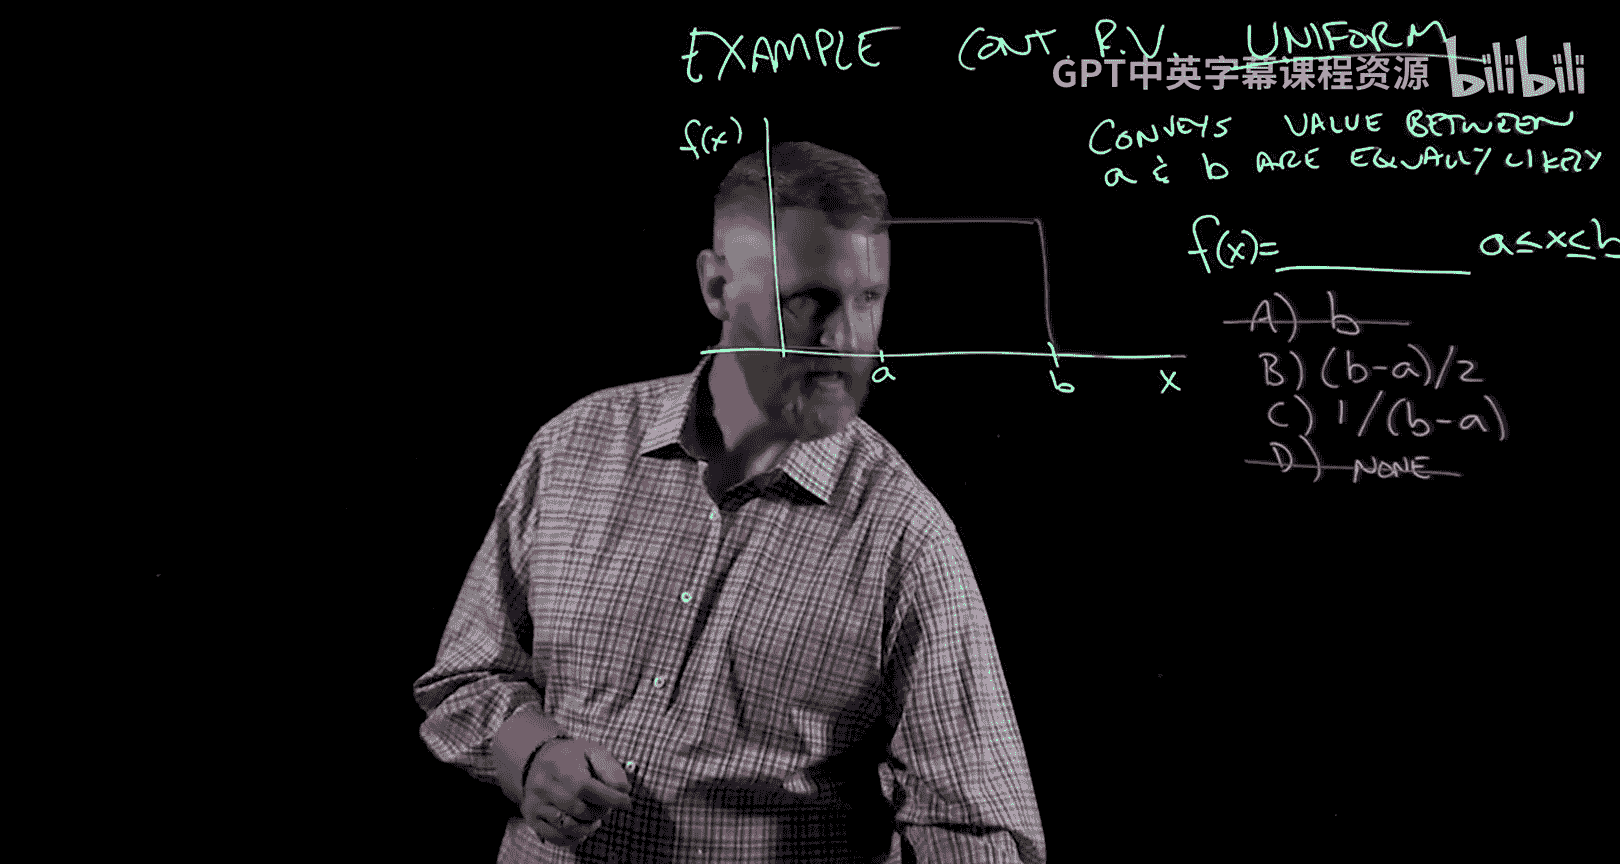 EXAMPLE CONT. R.V. UNIFORM
GPT中英字幕课程资源 bilibili
f(x)
CONVEYS VALUE BETWEEN
a & b ARE EQUALLY LIKELY
f(x)= ________ a≤x≤b
A) b
B) (b-a)/2
C) 1/(b-a)
D) NONE
a b x